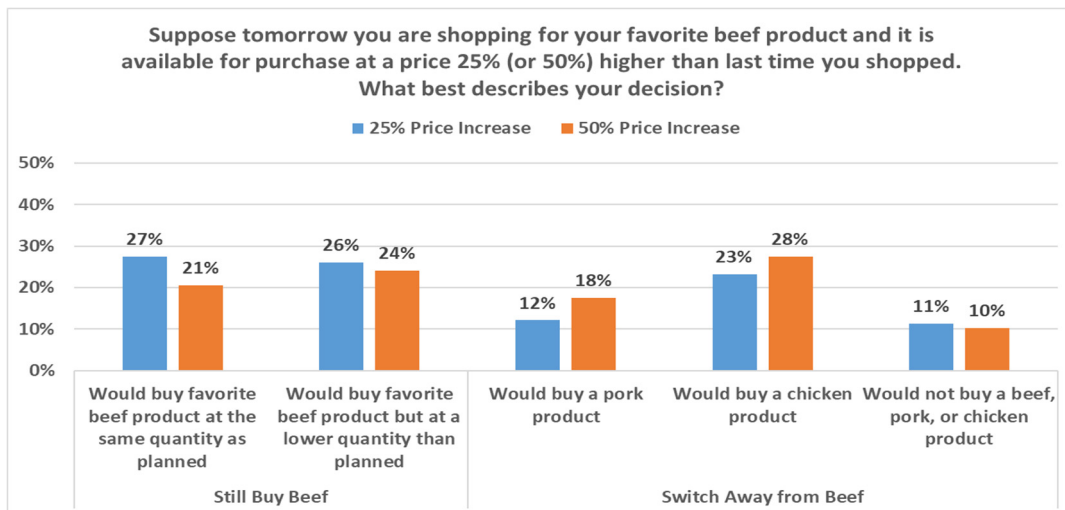 Suppose tomorrow you are shopping for your favorite beef product and it is
available for purchase at a price 25% (or 50%) higher than last time you shopped.
What best describes your decision?
25% Price Increase 50% Price Increase
50%
40%
30%
20%
10%
0%
27%
21%
26%
24%
12%
18%
23%
28%
11%
10%
Would buy favorite
beef product at the
same quantity as
planned
Would buy favorite
beef product but at a
lower quantity than
planned
Would buy a pork
product
Would buy a chicken
product
Would not buy a beef,
pork, or chicken
product
Still Buy Beef
Switch Away from Beef